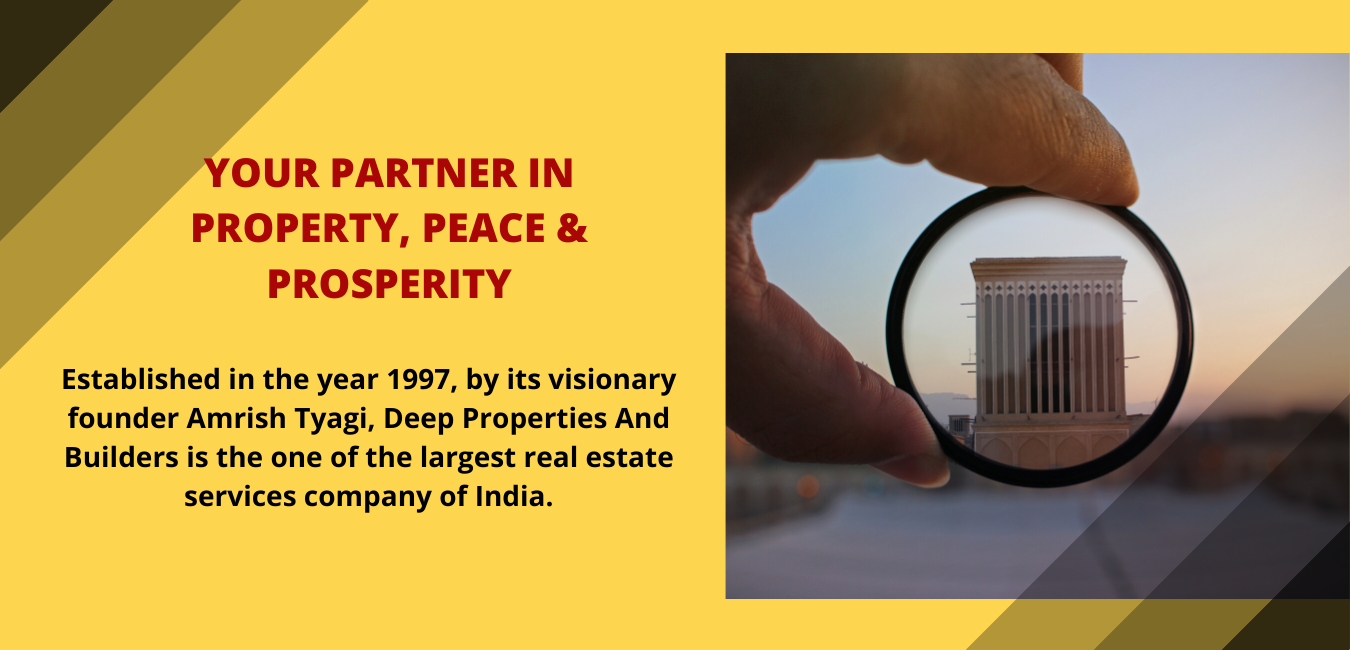 YOUR PARTNER IN
PROPERTY, PEACE &
PROSPERITY
Established in the year 1997, by its visionary
founder Amrish Tyagi, Deep Properties And
Builders is the one of the largest real estate
services company of India.